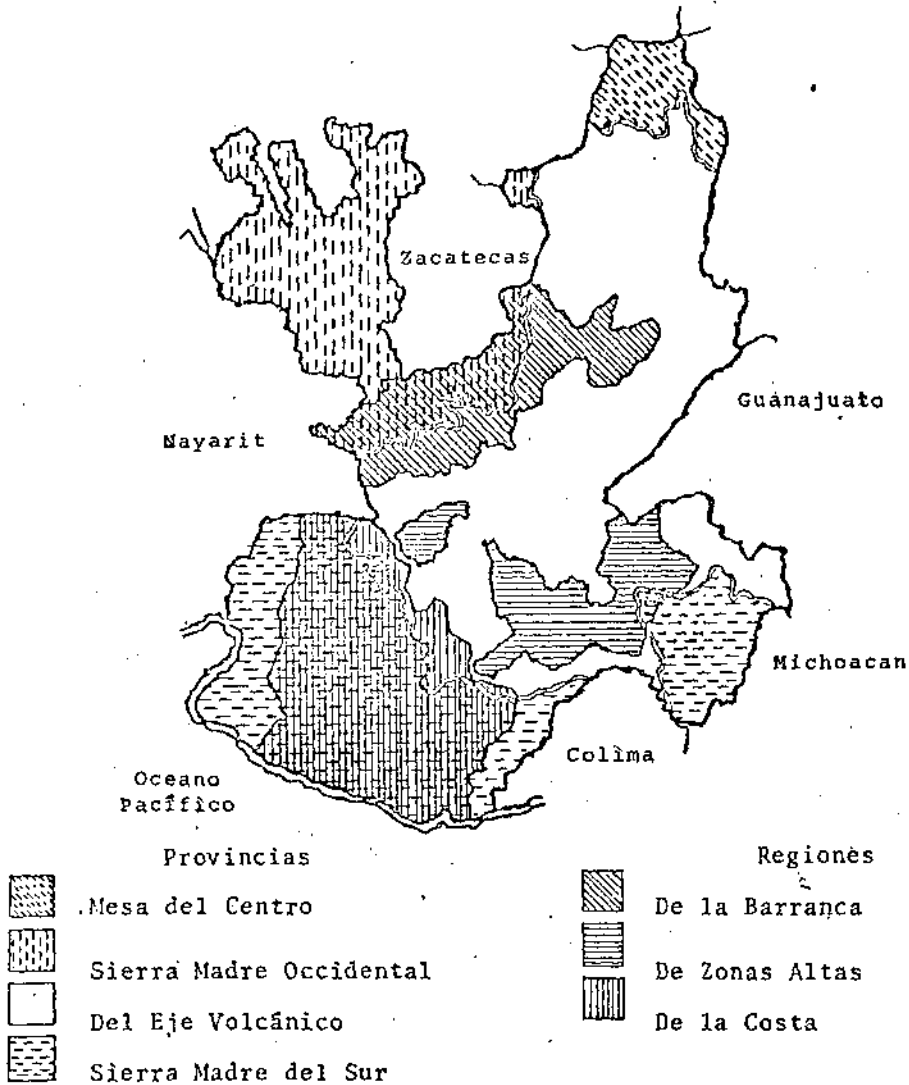 Zacatecas
Guanajuato
Nayarit
Michoacan
Colima
Oceano
Pacífico
Provincias
Mesa del Centro
Sierra Madre Occidental
Del Eje Volcánico
Sierra Madre del Sur
Regiones
De la Barranca
De Zonas Altas
De la Costa